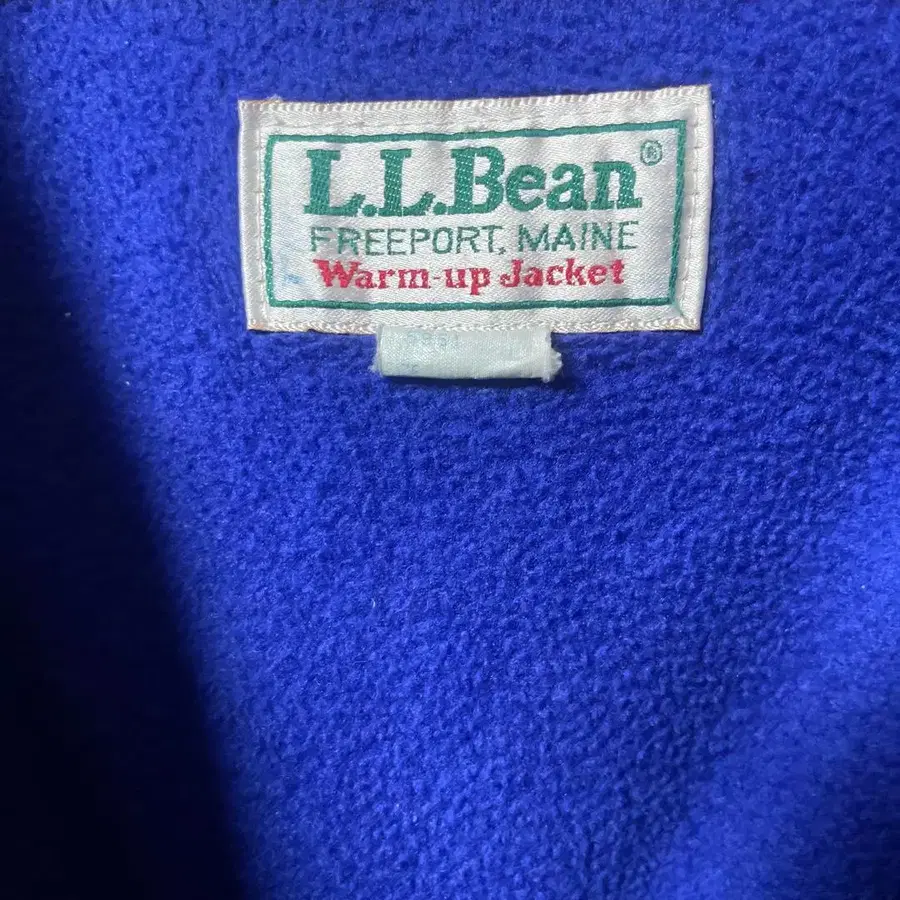 L.L.Bean®
FREEPORT, MAINE
Warm-up Jacket